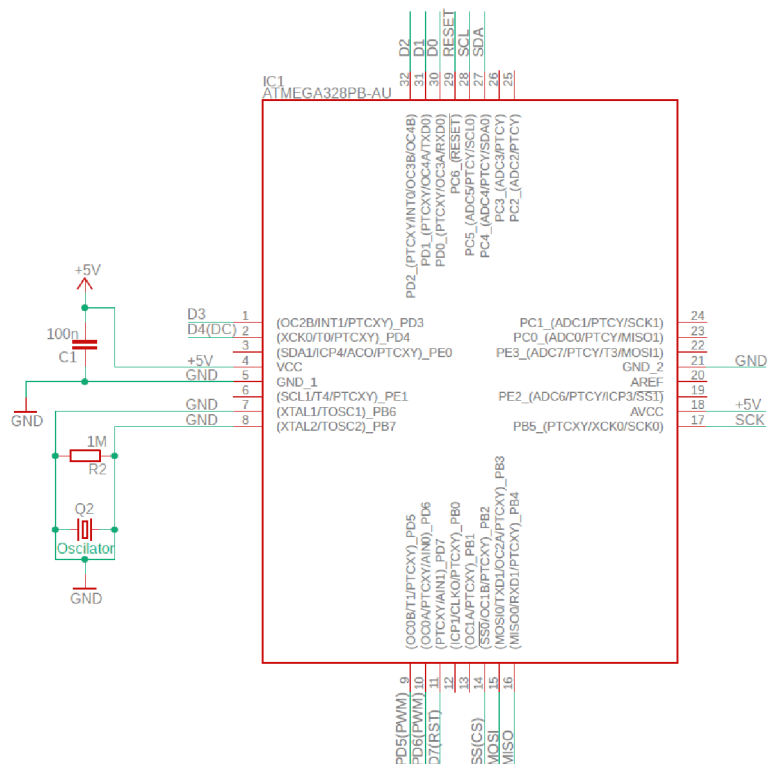 D2
D1
D0
RESET
SCL
SDA
32
31
30
29
28
27
26
25
IC1
ATMEGA328PB-AU
PD2_(PTCXY/INT0/OC3B/OC4B)
PD1_(PTCXY/OC4A/TXD0)
PD0_(PTCXY/OC3A/RXD0)
PC6_(RESET)
PC5_(ADC5/PTCY/SCL0)
PC4_(ADC4/PTCY/SDA0)
PC3_(ADC3/PTCY)
PC2_(ADC2/PTCY)
+5V
100n
C1
GND
D3
D4(DC)
+5V
GND
GND
GND
1
2
3
4
5
6
7
8
(OC2B/INT1/PTCXY)_PD3
(XCK0/T0/PTCXY)_PD4
(SDA1/ICP4/ACO/PTCXY)_PE0
VCC
GND_1
(SCL1/T4/PTCXY)_PE1
(XTAL1/TOSC1)_PB6
(XTAL2/TOSC2)_PB7
PC1_(ADC1/PTCY/SCK1)
PC0_(ADC0/PTCY/MISO1)
PE3_(ADC7/PTCY/T3/MOSI1)
GND_2
AREF
PE2_(ADC6/PTCY/ICP3/SS1)
AVCC
PB5_(PTCXY/XCK0/SCK0)
24
23
22
21
20
19
18
17
GND
+5V
SCK
1M
R2
Q2
Oscilator
GND
(OC0B/T1/PTCXY)_PD5
(OC0A/PTCXY/AIN0)_PD6
(PTCXY/AIN1)_PD7
(ICP1/CLKO/PTCXY)_PB0
(OC1A/PTCXY)_PB1
(SS0/OC1B/PTCXY)_PB2
(MOSI0/TXD1/OC2A/PTCXY)_PB3
(MISO0/RXD1/PTCXY)_PB4
9
10
11
12
13
14
15
16
PD5(PWM)
PD6(PWM)
D7(RST)
SS(CS)
MOSI
MISO